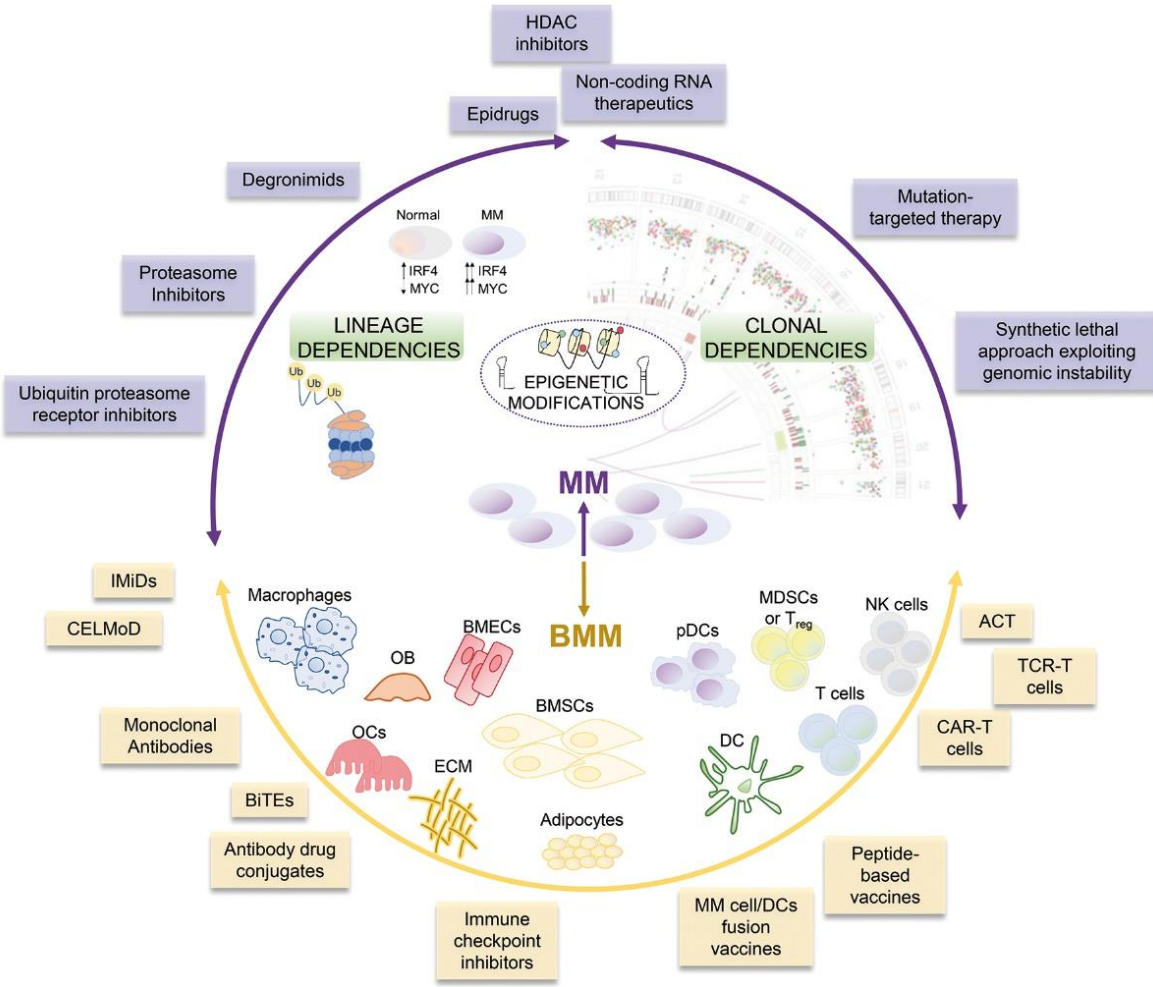 HDAC
inhibitors
Non-coding RNA
therapeutics
Epidrugs
Degronimids
Mutation-
targeted therapy
Normal
MM
IRF4
MYC
IRF4
MYC
Proteasome
Inhibitors
LINEAGE
DEPENDENCIES
CLONAL
DEPENDENCIES
Synthetic lethal
approach exploiting
genomic instability
EPIGENETIC
MODIFICATIONS
Ub
Ub
Ub
Ubiquitin proteasome
receptor inhibitors
MM
IMiDs
CELMoD
Macrophages
OB
BMECs
BMM
pDCs
MDSCs
or Treg
NK cells
ACT
TCR-T
cells
T cells
CAR-T
cells
Monoclonal
Antibodies
OCs
ECM
BMSCs
DC
Adipocytes
BiTEs
Antibody drug
conjugates
Immune
checkpoint
inhibitors
MM cell/DCs
fusion
vaccines
Peptide-
based
vaccines